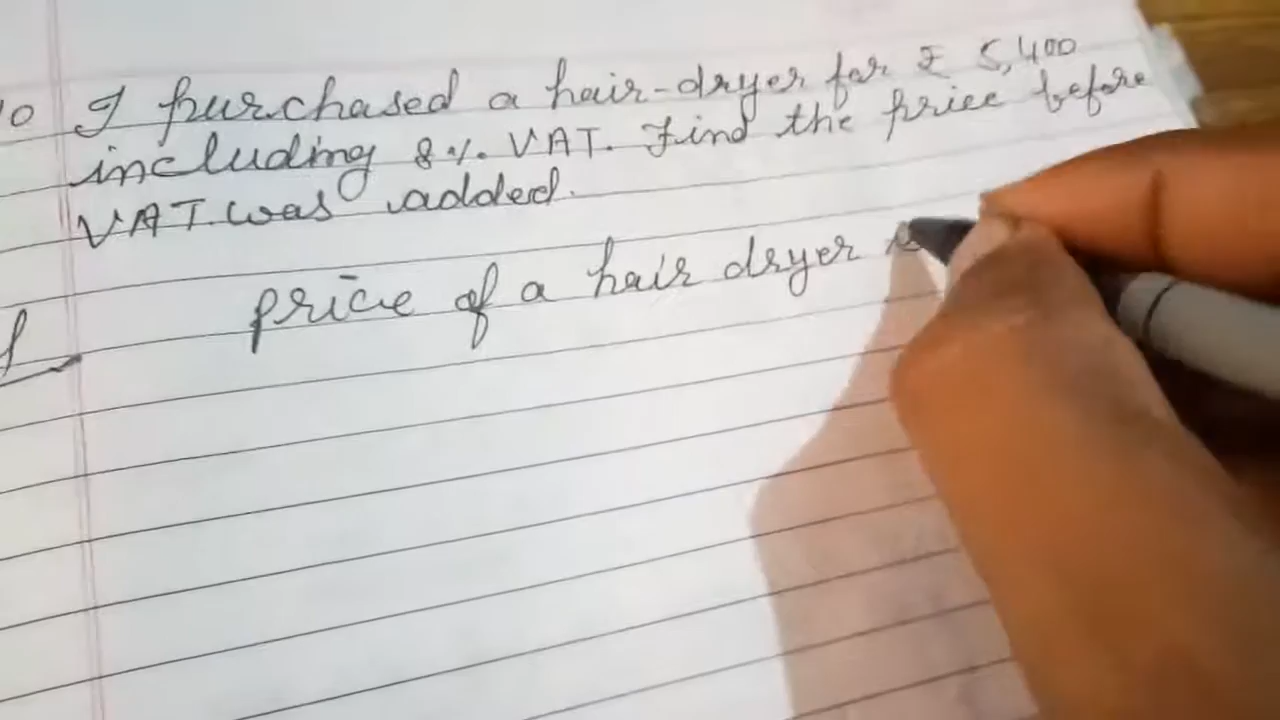 10 I purchased a hair-dryer for ₹ 5,400
including 8%. VAT. Find the price before
VAT was added.
price of a hair dryer